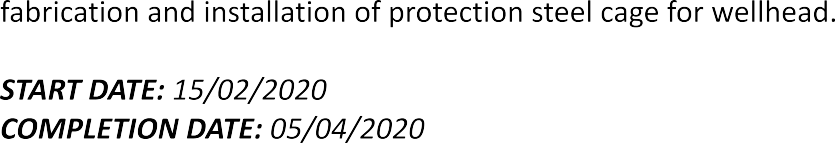 fabrication and installation of protection steel cage for wellhead.
START DATE: 15/02/2020
COMPLETION DATE: 05/04/2020